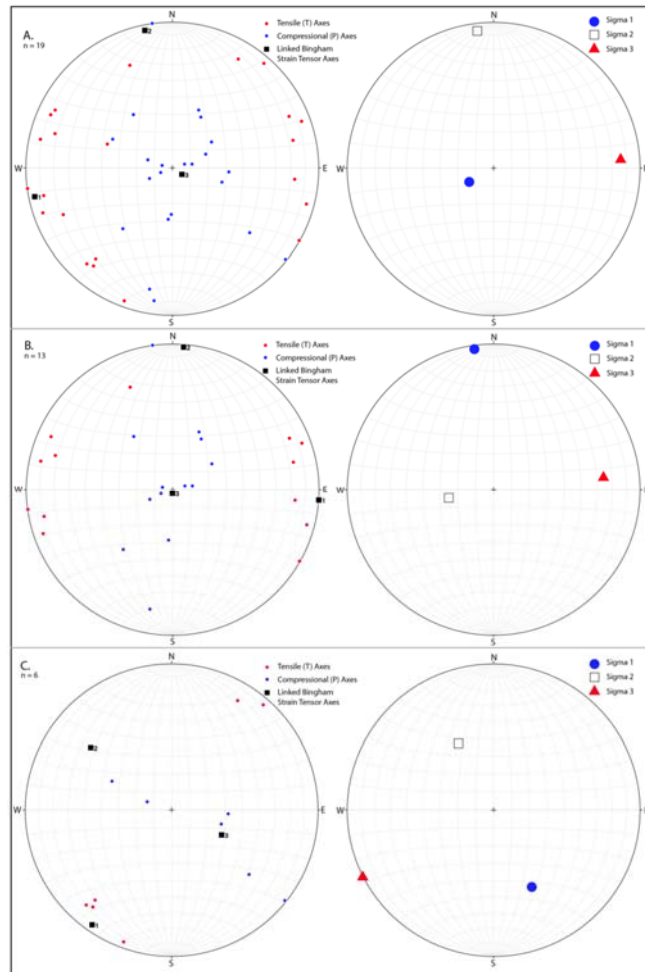 A.
n = 19
N
W
S
2
3
1
Tensile (T) Axes
Compressional (P) Axes
Linked Bingham
Strain Tensor Axes
N
W
E
S
E
Sigma 1
Sigma 2
Sigma 3
B.
n = 13
N
W
E
S
2
3
1
Tensile (T) Axes
Compressional (P) Axes
Linked Bingham
Strain Tensor Axes
N
W
S
Sigma 1
Sigma 2
Sigma 3
C.
n = 6
N
W
E
S
2
3
1
Tensile (T) Axes
Compressional (P) Axes
Linked Bingham
Strain Tensor Axes
N
W
S
Sigma 1
Sigma 2
Sigma 3